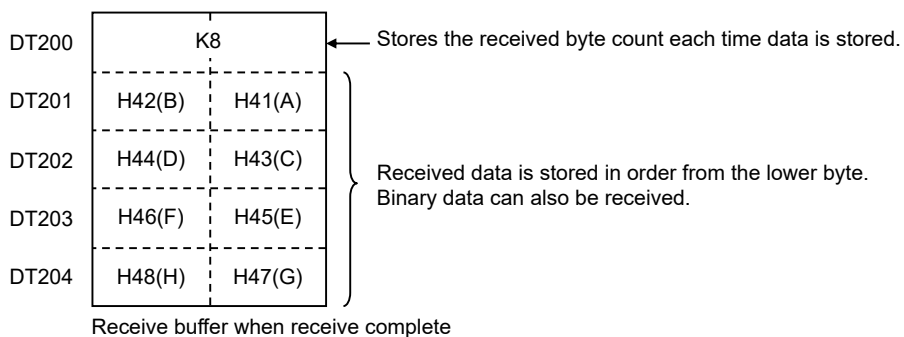 DT200 K8 Stores the received byte count each time data is stored.
DT201 H42(B) H41(A)
DT202 H44(D) H43(C)
Received data is stored in order from the lower byte.
Binary data can also be received.
DT203 H46(F) H45(E)
DT204 H48(H) H47(G)
Receive buffer when receive complete